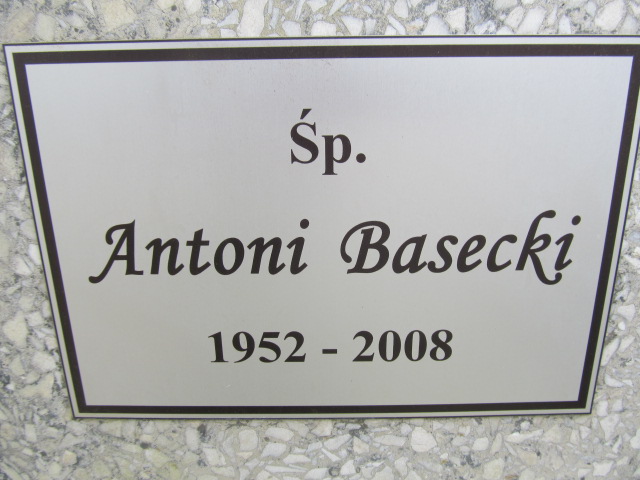 Śp.
Antoni Basecki
1952 - 2008